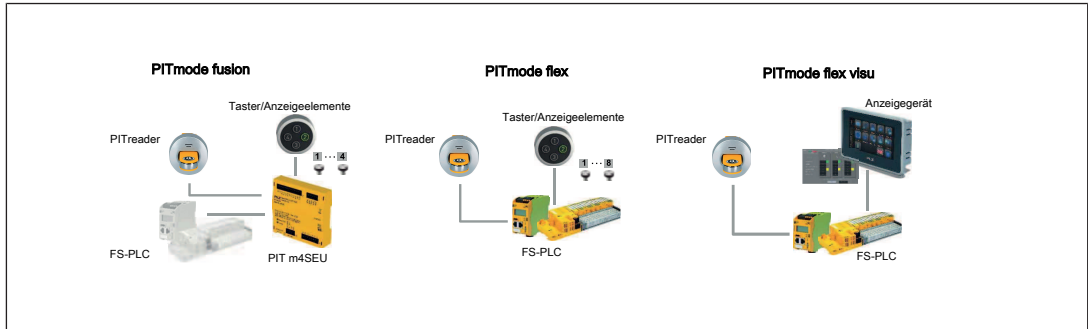 PITmode fusion
Taster/Anzeigeelemente
PITreader
1 ... 4
FS-PLC
PIT m4SEU
PITmode flex
Taster/Anzeigeelemente
PITreader
1 ... 8
FS-PLC
PITmode flex visu
Anzeigegerät
PITreader
FS-PLC